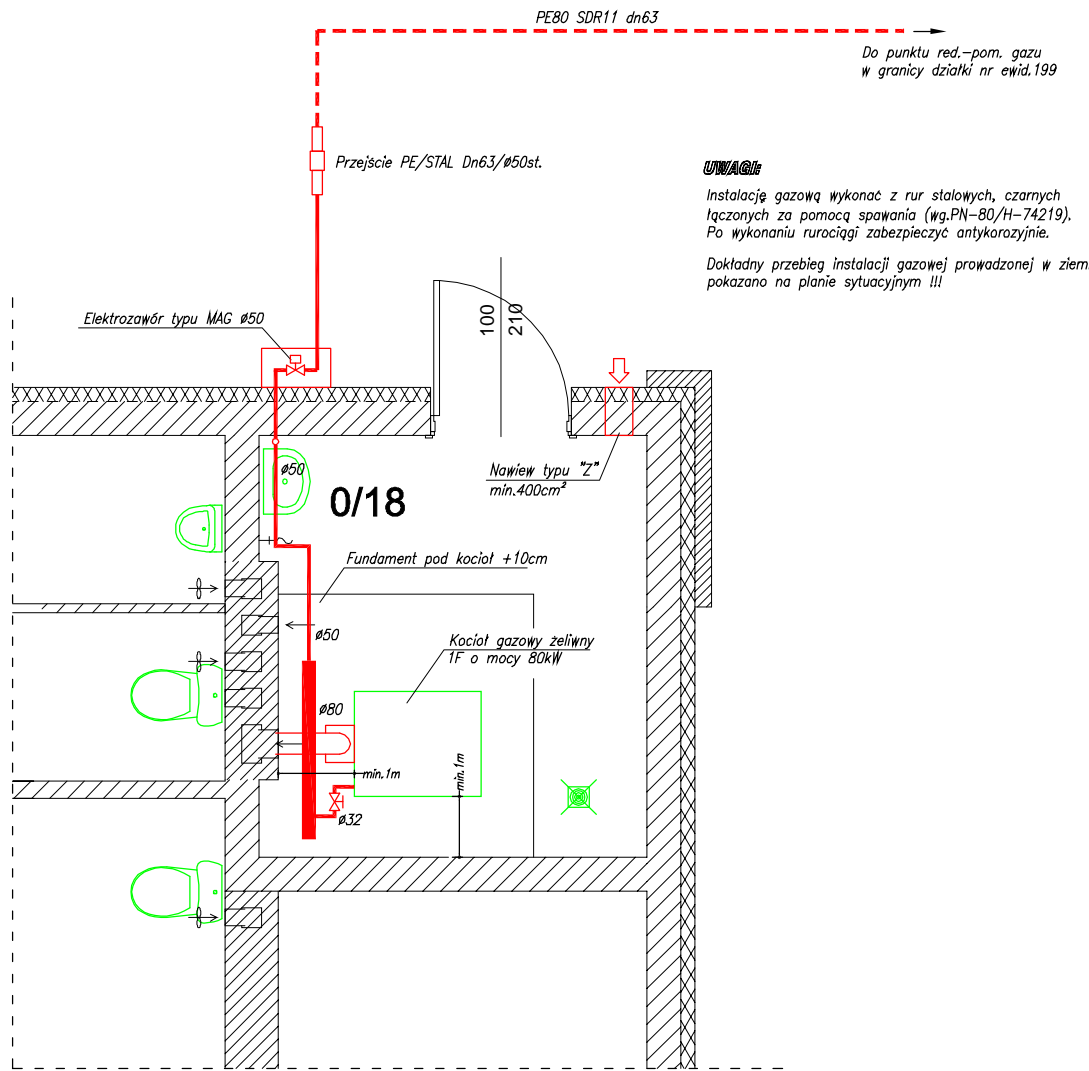 PE80 SDR11 dn63
Do punktu red.-pom. gazu
w granicy działki nr ewid.199
Przejście PE/STAL Dn63/ø50st.
UWAGI:
Instalację gazową wykonać z rur stalowych, czarnych
łączonych za pomocą spawania (wg.PN-80/H-74219).
Po wykonaniu rurociągi zabezpieczyć antykorozyjnie.
Dokładny przebieg instalacji gazowej prowadzonej w ziem
pokazano na planie sytuacyjnym !!!
Elektrozawór typu MAG ø50
100
210
Nawiew typu "Z"
min.400cm²
ø50
0/18
Fundament pod kocioł +10cm
ø50
Kocioł gazowy żeliwny
1F o mocy 80kW
ø80
min.1m
min.1m
ø32